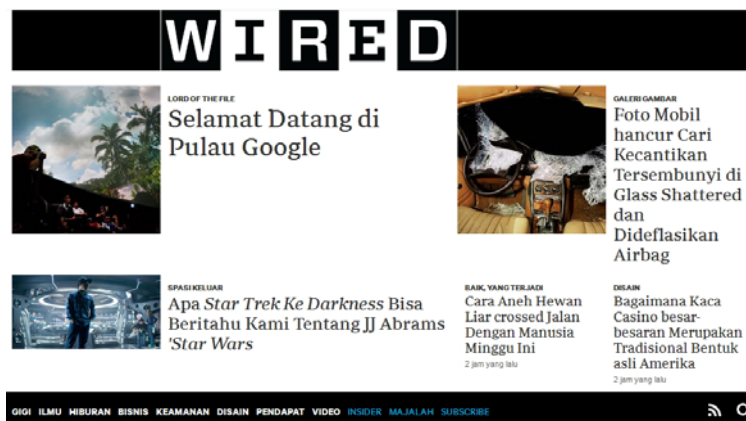 WIRED
LORD OF THE FILE
Selamat Datang di
Pulau Google
GALERI GAMBAR
Foto Mobil
hancur Cari
Kecantikan
Tersembunyi di
Glass Shattered
dan
Dideflasikan
Airbag
SPASI KELUAR
Apa Star Trek Ke Darkness Bisa
Beritahu Kami Tentang JJ Abrams
'Star Wars
BAIK, YANG TERJADI
Cara Aneh Hewan
Liar crossed Jalan
Dengan Manusia
Minggu Ini
2 jam yang lalu
DISAIN
Bagaimana Kaca
Casino besar-
besaran Merupakan
Tradisional Bentuk
asli Amerika
2 jam yang lalu
GIGI ILMU HIBURAN BISNIS KEAMANAN DISAIN PENDAPAT VIDEO INSIDER MAJALAH SUBSCRIBE